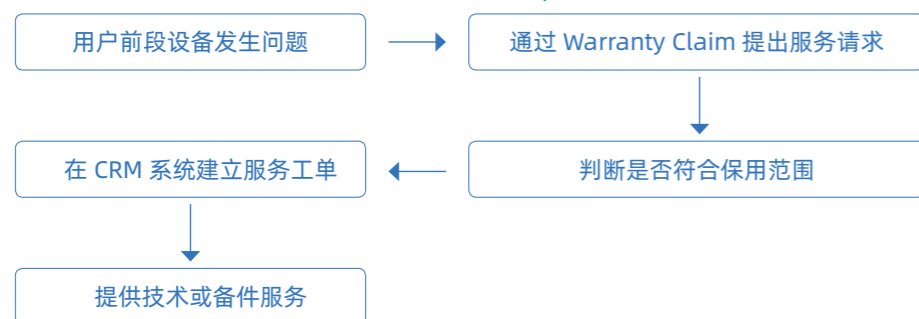 用户前段设备发生问题
通过 Warranty Claim 提出服务请求
判断是否符合保用范围
在 CRM 系统建立服务工单
提供技术或备件服务